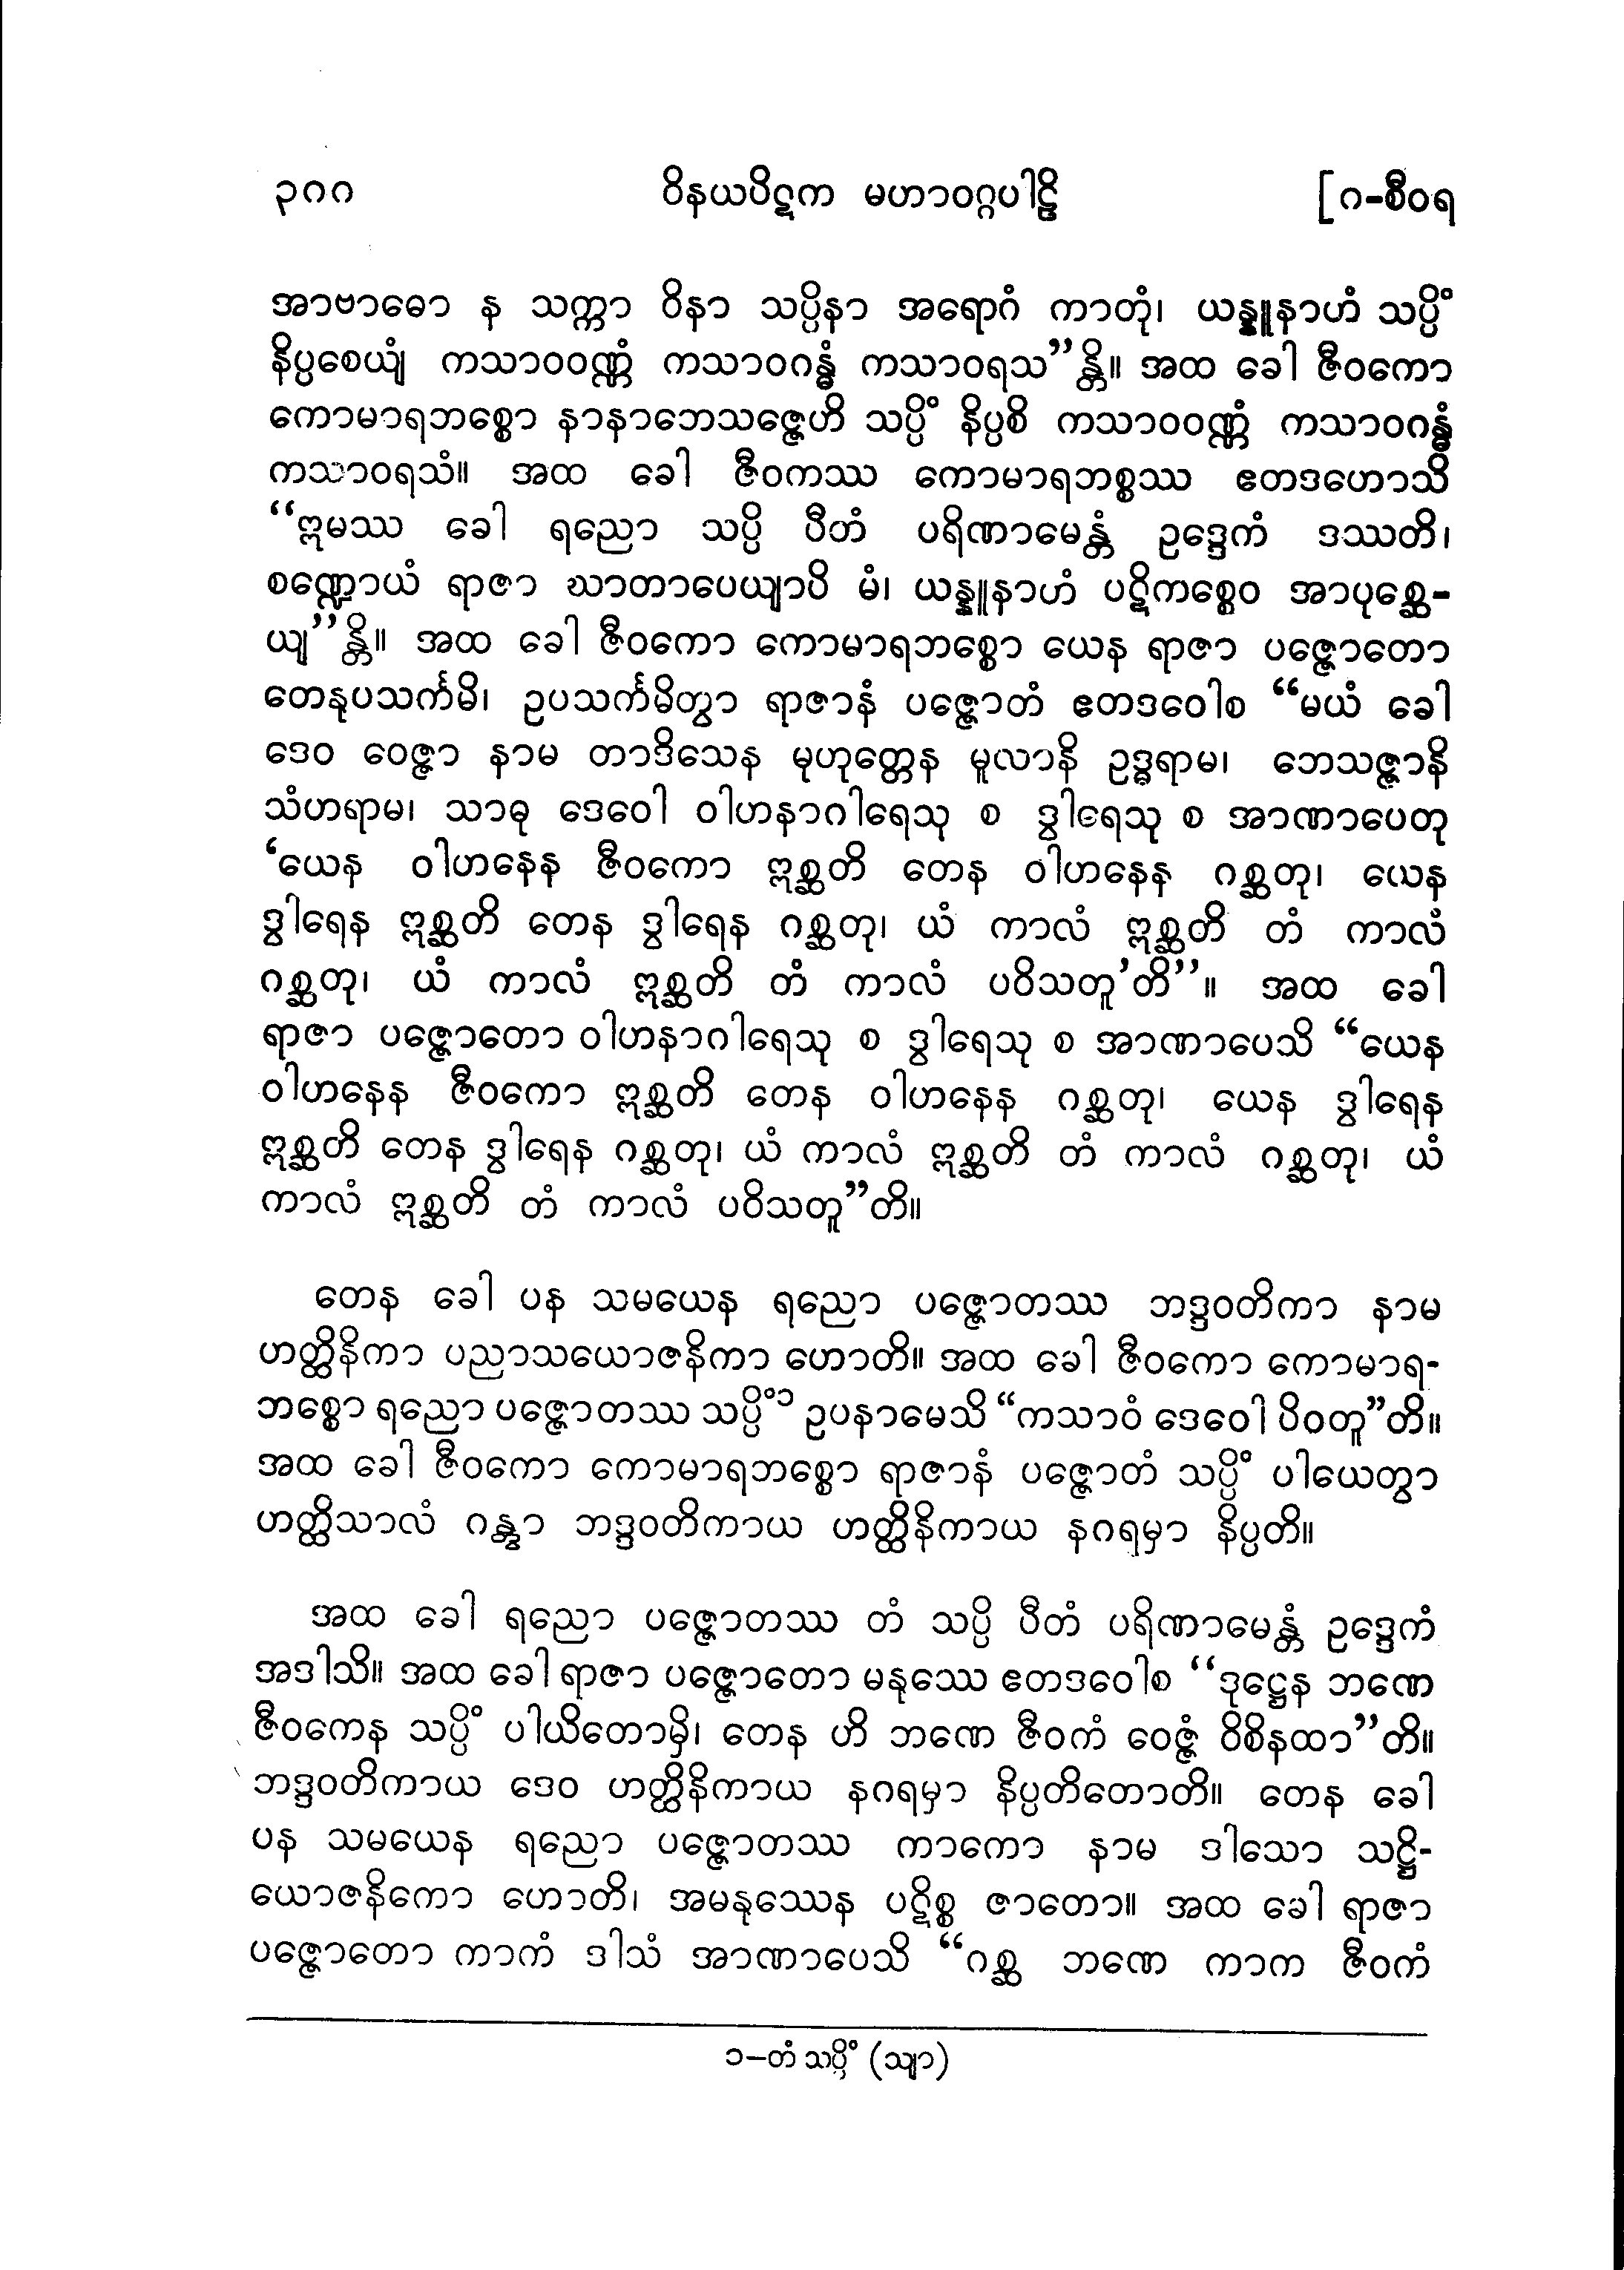 ၃ဂဂ ဝိနယပိဋက မဟာဝဂ္ဂပါဠိ [ ဂ-စီဝရ
အာဗာဓော န သက္ကာ ဝိနာ သပ္ပိနာ အရောဂံ ကာတုံ၊ ယန္နူနာဟံ သပ္ပိံ
နိပ္ပစေယျံ ကသာဝဝဏ္ဏံ ကသာဝဂန္ဓံ ကသာဝရသ”န္တိ။ အထ ခေါ ဇီဝကော
ကောမာရဘစ္စော နာနာဘေသဇ္ဇေဟိ သပ္ပိံ နိပ္ပစိ ကသာဝဝဏ္ဏံ ကသာဝဂန္ဓံ
ကသာဝရသံ။ အထ ခေါ ဇီဝကဿ ကောမာရဘစ္စဿ ဧတဒဟောသိ
“ဣမဿ ခေါ ရညော သပ္ပိ ပီတံ ပရိဏာမေန္တံ ဥဒ္ဒေကံ ဒဿတိ၊
စဏ္ဍောယံ ရာဇာ ဃာတာပေယျာပိ မံ၊ ယန္နူနာဟံ ပဋိကစ္စေဝ အာပုစ္ဆေ-
ယျ”န္တိ။ အထ ခေါ ဇီဝကော ကောမာရဘစ္စော ယေန ရာဇာ ပဇ္ဇောတော
တေနုပသင်္ကမိ၊ ဥပသင်္ကမိတွာ ရာဇာနံ ပဇ္ဇောတံ ဧတဒဝေါစ “မယံ ခေါ
ဒေဝ ဝေဇ္ဇာ နာမ တာဒိသေန မုဟုတ္တေန မူလာနိ ဥဒ္ဓရာမ၊ ဘေသဇ္ဇာနိ
သံဟရာမ၊ သာဓု ဒေဝေါ ဝါဟနာဂါရေသု စ ဒွါရေသု စ အာဏာပေတု
‘ယေန ဝါဟနေန ဇီဝကော ဣစ္ဆတိ တေန ဝါဟနေန ဂစ္ဆတု၊ ယေန
ဒွါရေန ဣစ္ဆတိ တေန ဒွါရေန ဂစ္ဆတု၊ ယံ ကာလံ ဣစ္ဆတိ တံ ကာလံ
ဂစ္ဆတု၊ ယံ ကာလံ ဣစ္ဆတိ တံ ကာလံ ပဝိသတူ’တိ”။ အထ ခေါ
ရာဇာ ပဇ္ဇောတော ဝါဟနာဂါရေသု စ ဒွါရေသု စ အာဏာပေသိ “ယေန
ဝါဟနေန ဇီဝကော ဣစ္ဆတိ တေန ဝါဟနေန ဂစ္ဆတု၊ ယေန ဒွါရေန
ဣစ္ဆတိ တေန ဒွါရေန ဂစ္ဆတု၊ ယံ ကာလံ ဣစ္ဆတိ တံ ကာလံ ဂစ္ဆတု၊ ယံ
ကာလံ ဣစ္ဆတိ တံ ကာလံ ပဝိသတူ”တိ။
တေန ခေါ ပန သမယေန ရညော ပဇ္ဇောတဿ ဘဒ္ဒဝတိကာ နာမ
ဟတ္ထိနိကာ ပညာသယောဇနိကာ ဟောတိ။ အထ ခေါ ဇီဝကော ကောမာရ-
ဘစ္စော ရညော ပဇ္ဇောတဿ သပ္ပိံ ၁ ဥပနာမေသိ “ကသာဝံ ဒေဝေါ ပိဝတူ”တိ။
အထ ခေါ ဇီဝကော ကောမာရဘစ္စော ရာဇာနံ ပဇ္ဇောတံ သပ္ပိံ ပါယေတွာ
ဟတ္ထိသာလံ ဂန္တွာ ဘဒ္ဒဝတိကာယ ဟတ္ထိနိကာယ နဂရမှာ နိပ္ပတိ။
အထ ခေါ ရညော ပဇ္ဇောတဿ တံ သပ္ပိ ပီတံ ပရိဏာမေန္တံ ဥဒ္ဒေကံ
အဒါသိ။ အထ ခေါ ရာဇာ ပဇ္ဇောတော မနုဿေ ဧတဒဝေါစ “ဒုဋ္ဌေန ဘဏေ
ဇီဝကေန သပ္ပိံ ပါယိတောမှိ၊ တေန ဟိ ဘဏေ ဇီဝကံ ဝေဇ္ဇံ ဝိစိနထာ”တိ။
ဘဒ္ဒဝတိကာယ ဒေဝ ဟတ္ထိနိကာယ နဂရမှာ နိပ္ပတိတောတိ။ တေန ခေါ
ပန သမယေန ရညော ပဇ္ဇောတဿ ကာကော နာမ ဒါသော သဋ္ဌိ-
ယောဇနိကော ဟောတိ၊ အမနုဿေန ပဋိစ္စ ဇာတော။ အထ ခေါ ရာဇာ
ပဇ္ဇောတော ကာကံ ဒါသံ အာဏာပေသိ “ဂစ္ဆ ဘဏေ ကာက ဇီဝကံ
၁–တံ သပ္ပိံ (သျာ)